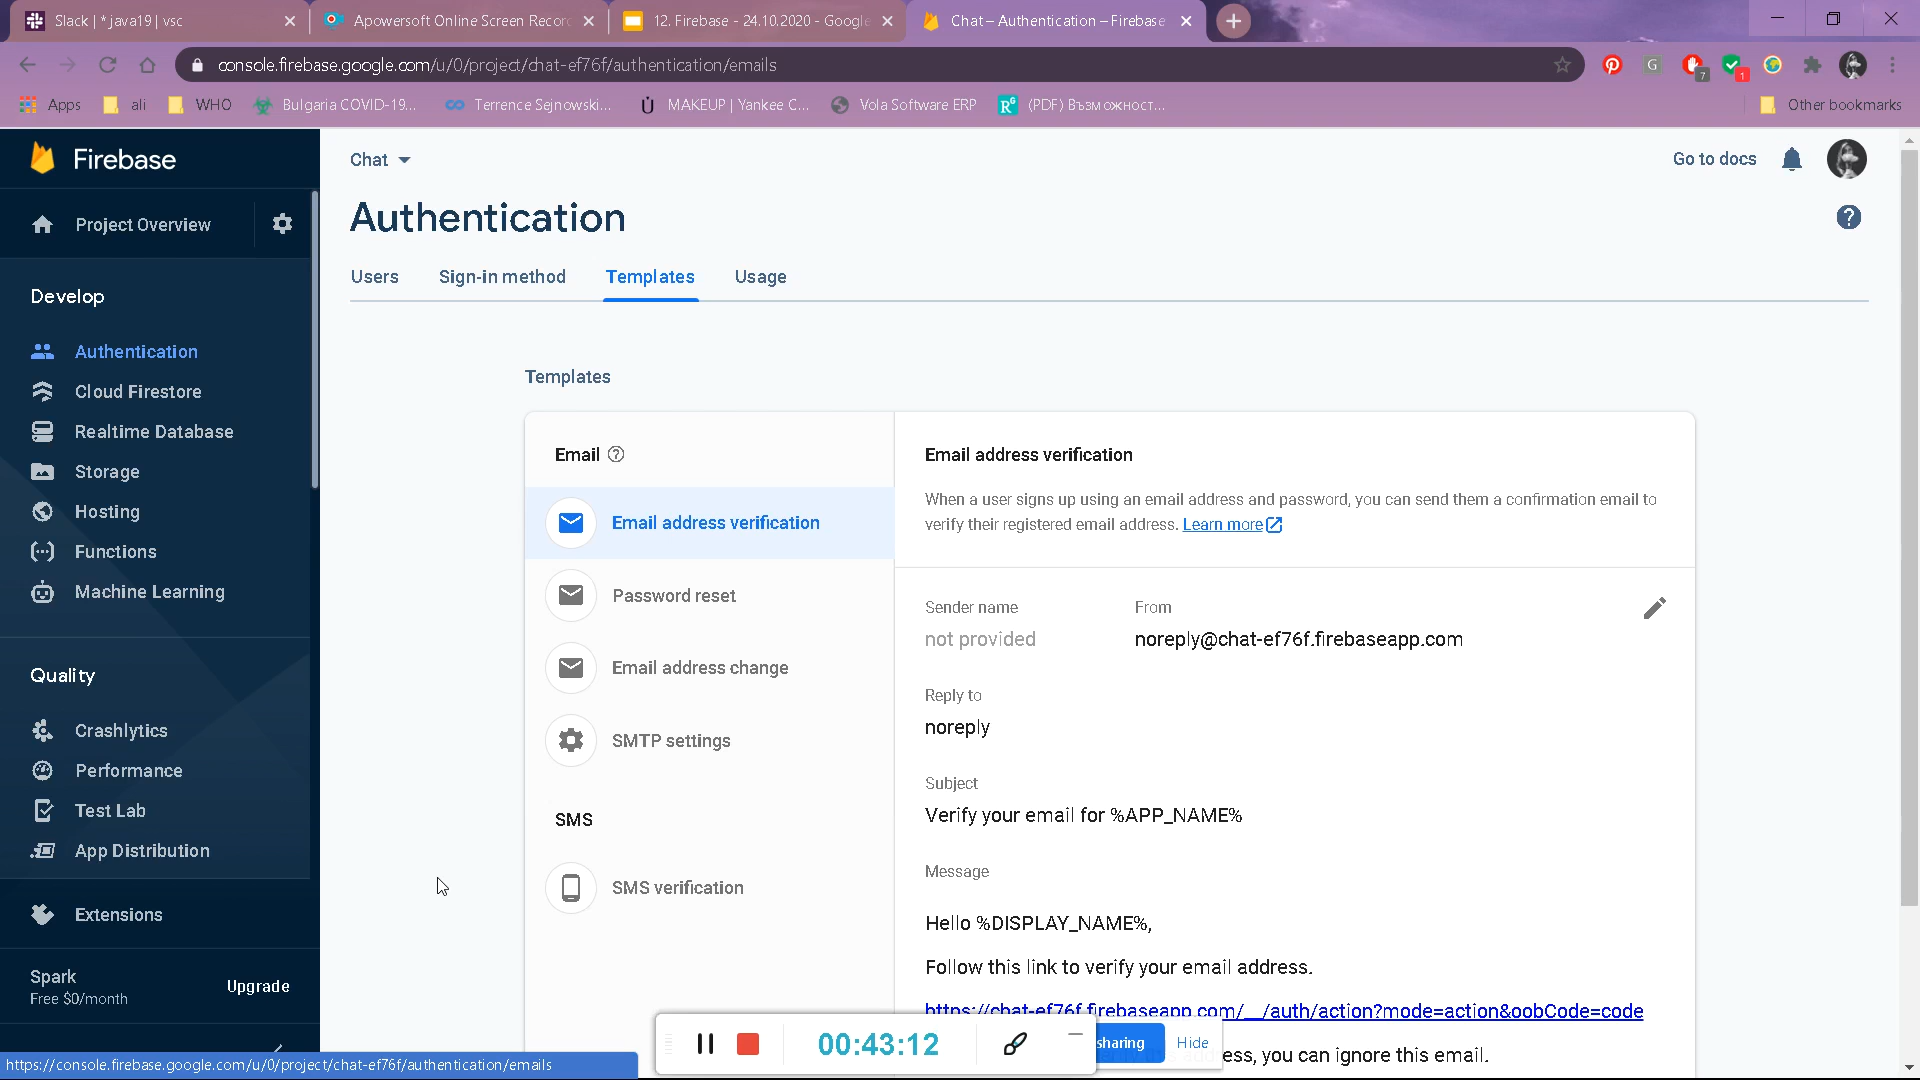 Slack | *java19 | vsc
Apowersoft Online Screen Recor
12. Firebase - 24.10.2020 - Google
Chat – Authentication – Firebase
console.firebase.google.com/u/0/project/chat-ef76f/authentication/emails
G
7
1
Apps
ali
WHO
Bulgaria COVID-19...
Terrence Sejnowski...
MAKEUP | Yankee C...
Vola Software ERP
(PDF) Възможност...
Other bookmarks
Firebase
Chat
Go to docs
Project Overview
Authentication
Users
Sign-in method
Templates
Usage
Develop
Authentication
Cloud Firestore
Realtime Database
Storage
Hosting
Functions
Machine Learning
Quality
Crashlytics
Performance
Test Lab
App Distribution
Extensions
Spark
Free $0/month
Upgrade
Templates
Email
Email address verification
Password reset
Email address change
SMTP settings
SMS
SMS verification
Email address verification
When a user signs up using an email address and password, you can send them a confirmation email to
verify their registered email address. Learn more
Sender name
not provided
From
noreply@chat-ef76f.firebaseapp.com
Reply to
noreply
Subject
Verify your email for %APP_NAME%
Message
Hello %DISPLAY_NAME%,
Follow this link to verify your email address.
https://chat-ef76f.firebaseapp.com/__/auth/action?mode=action&oobCode=code
ess, you can ignore this email.
00:43:12
sharing
Hide
https://console.firebase.google.com/u/0/project/chat-ef76f/authentication/emails